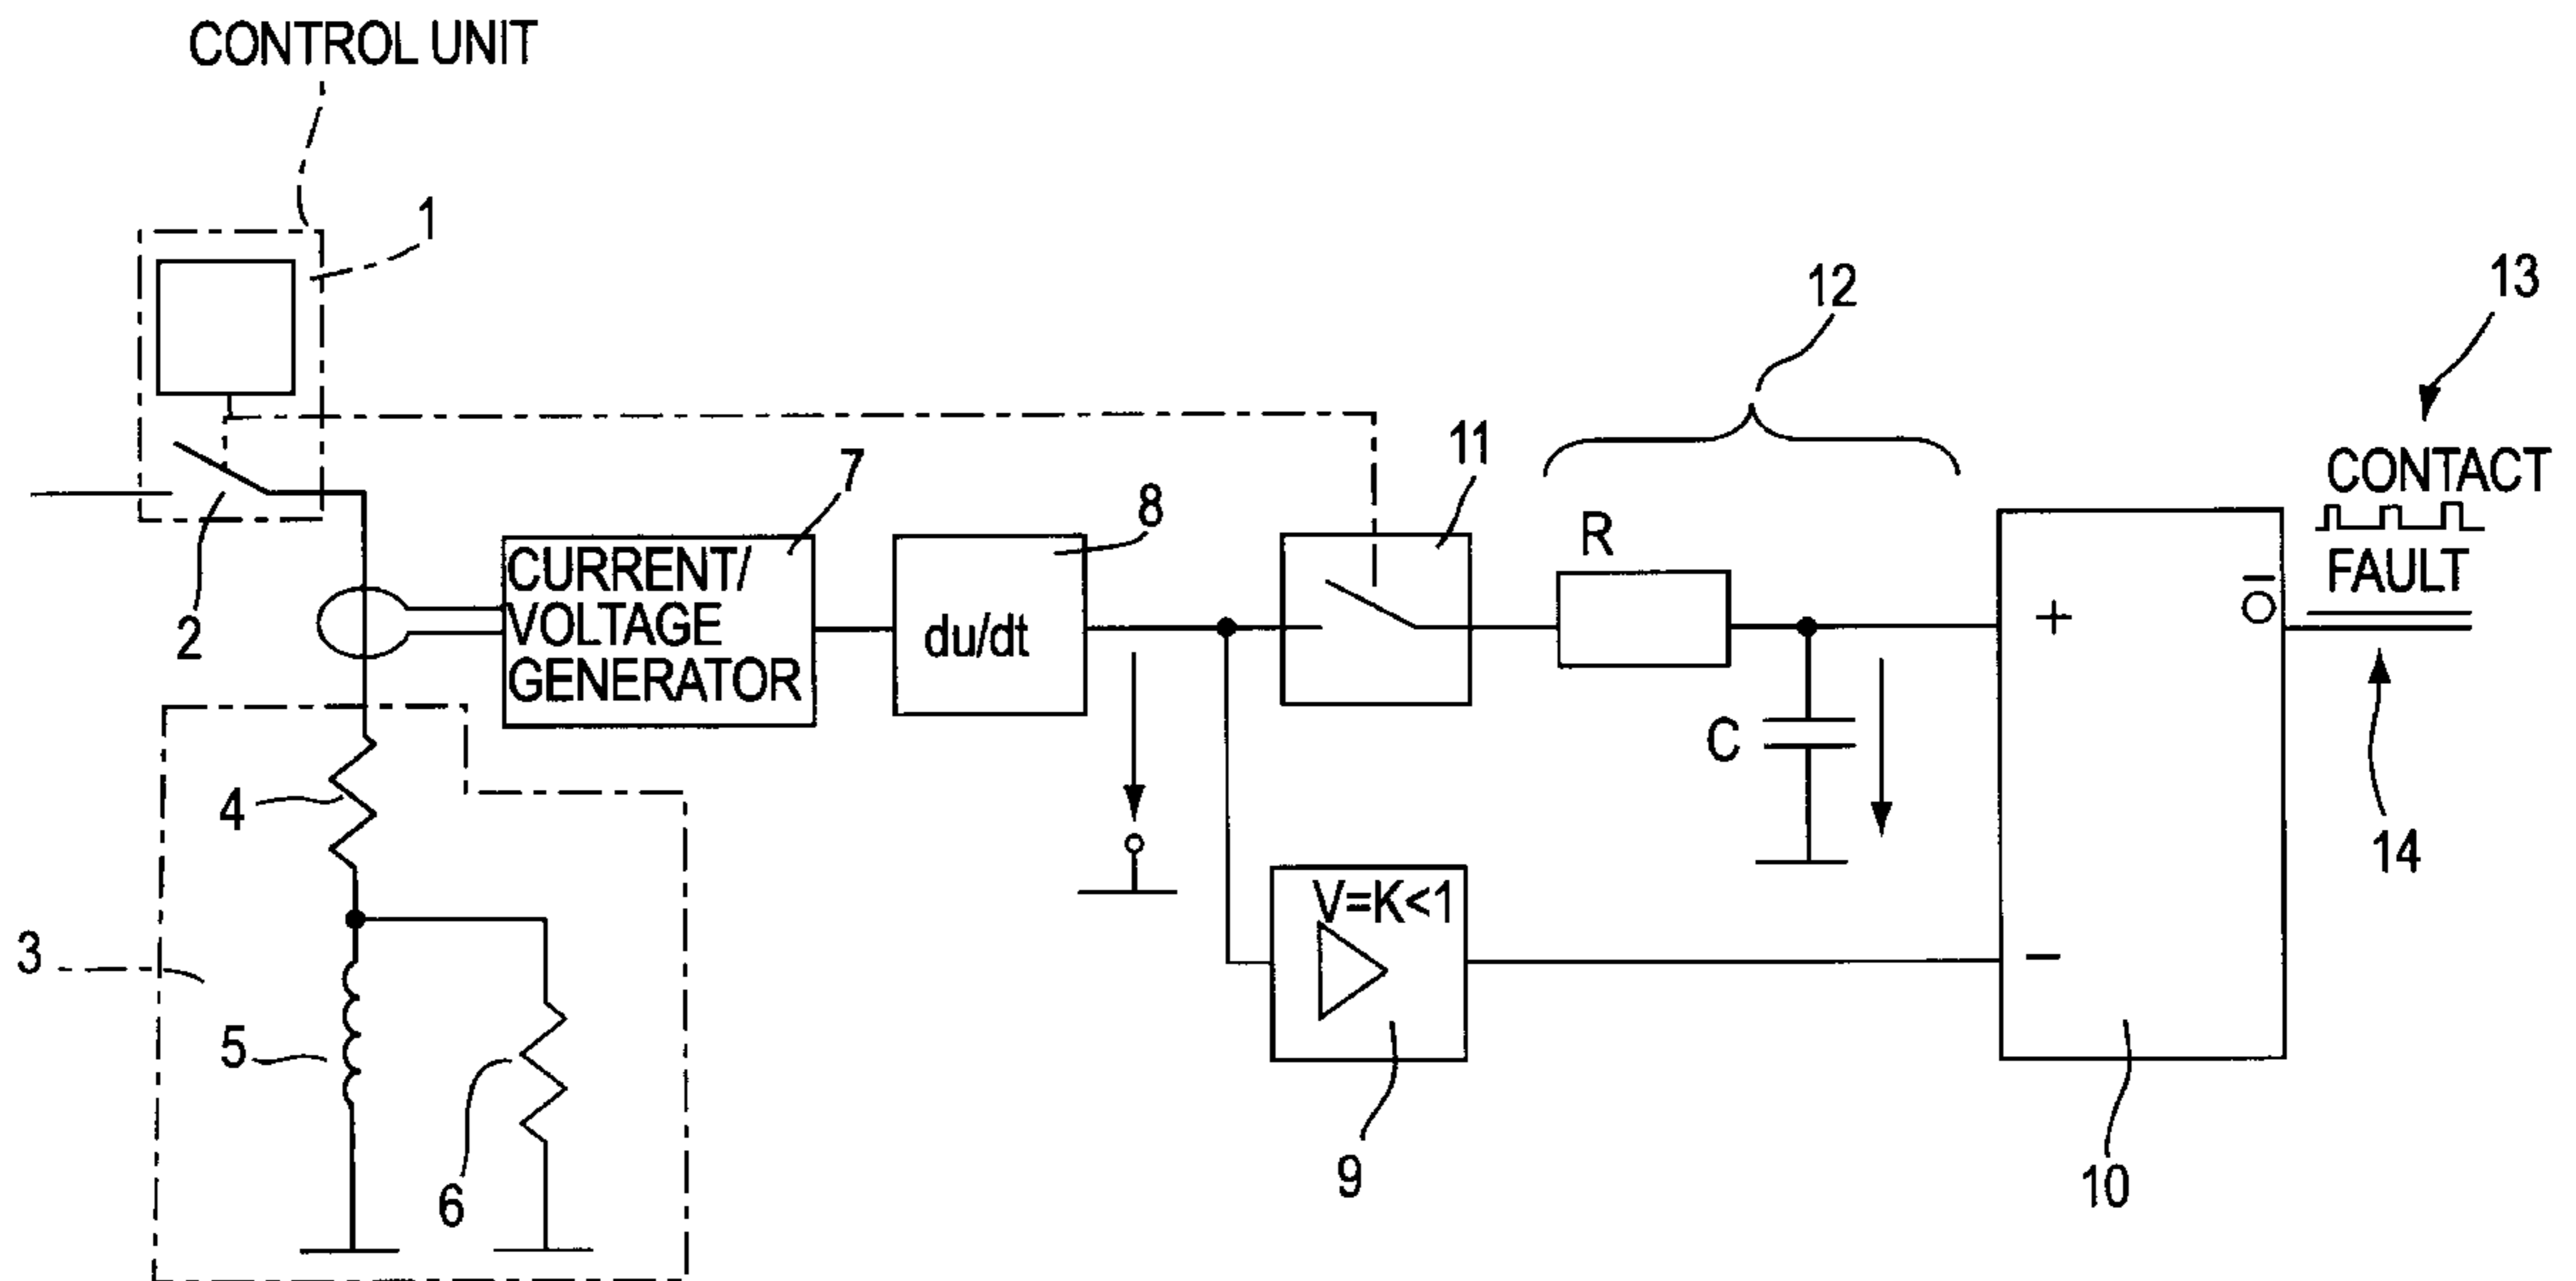 CONTROL UNIT
1
2
3
4
5
6
CURRENT/
VOLTAGE
GENERATOR
7
du/dt
8
11
12
R
C
V=K<1
9
+
−
10
13
CONTACT
FAULT
14